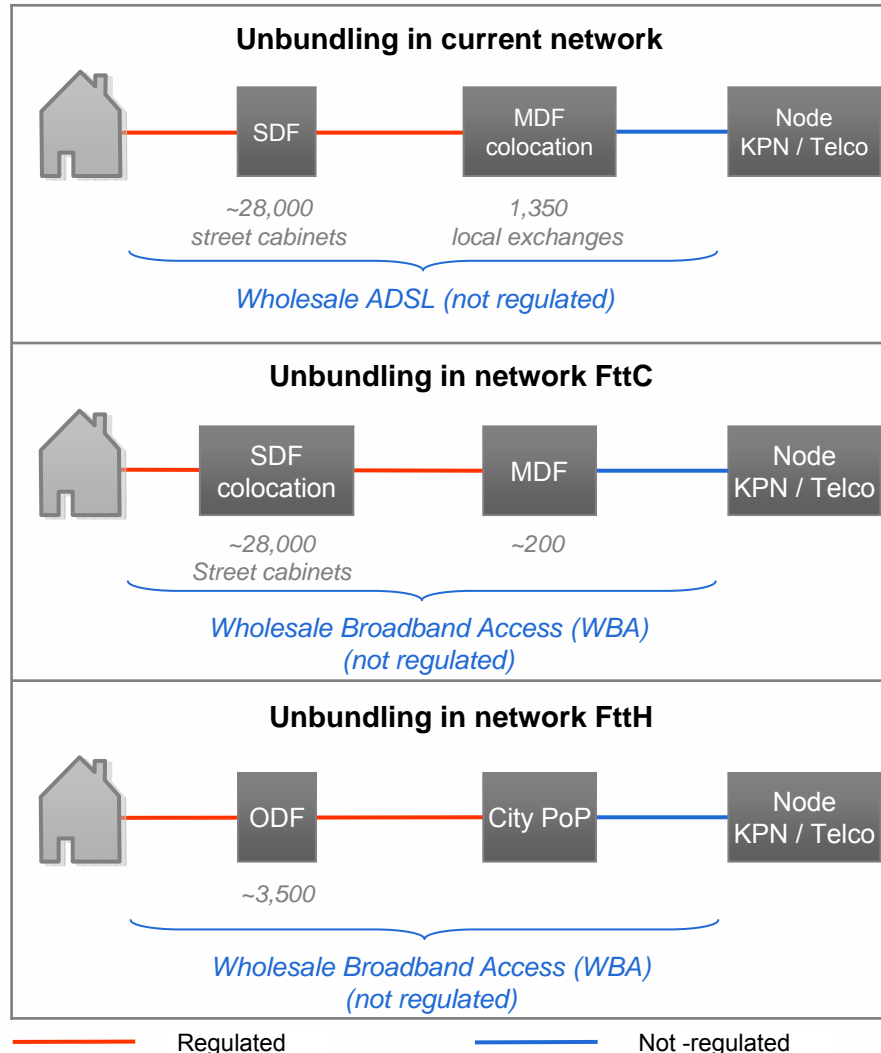 Unbundling in current network
SDF
MDF
colocation
Node
KPN / Telco
~28,000
street cabinets
1,350
local exchanges
Wholesale ADSL (not regulated)
Unbundling in network FttC
SDF
colocation
MDF
Node
KPN / Telco
~28,000
Street cabinets
~200
Wholesale Broadband Access (WBA)
(not regulated)
Unbundling in network FttH
ODF
City PoP
Node
KPN / Telco
~3,500
Wholesale Broadband Access (WBA)
(not regulated)
Regulated
Not -regulated